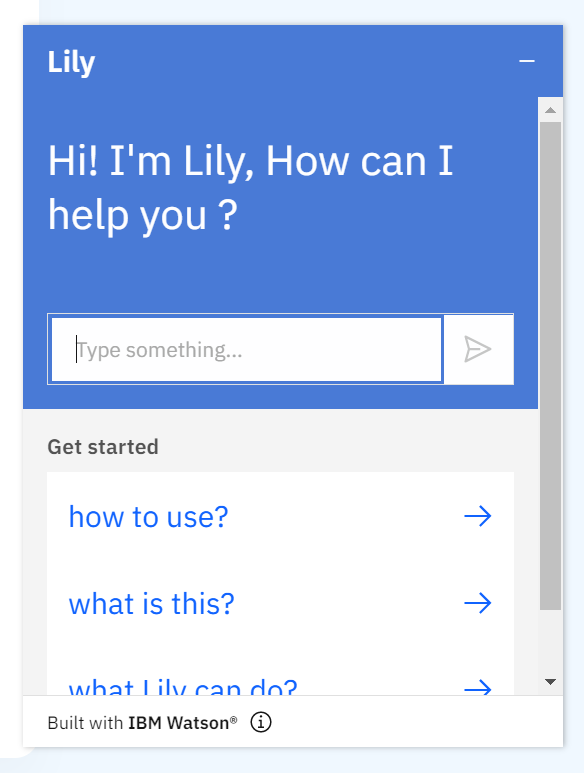 Lily
Hi! I'm Lily, How can I
help you ?
Type something...
Get started
how to use?
what is this?
what Lily can do?
Built with IBM Watson®